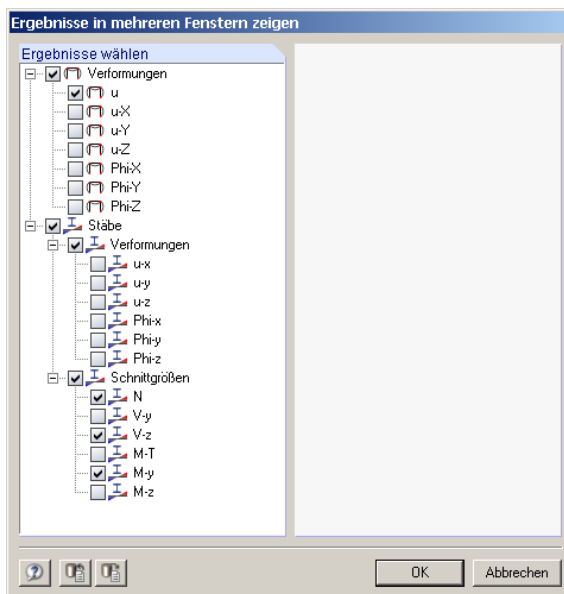 Ergebnisse in mehreren Fenstern zeigen
Ergebnisse wählen
Verformungen
u
u-X
u-Y
u-Z
Phi-X
Phi-Y
Phi-Z
Stäbe
Verformungen
u-x
u-y
u-z
Phi-x
Phi-y
Phi-z
Schnittgrößen
N
V-y
V-z
M-T
M-y
M-z
OK Abbrechen